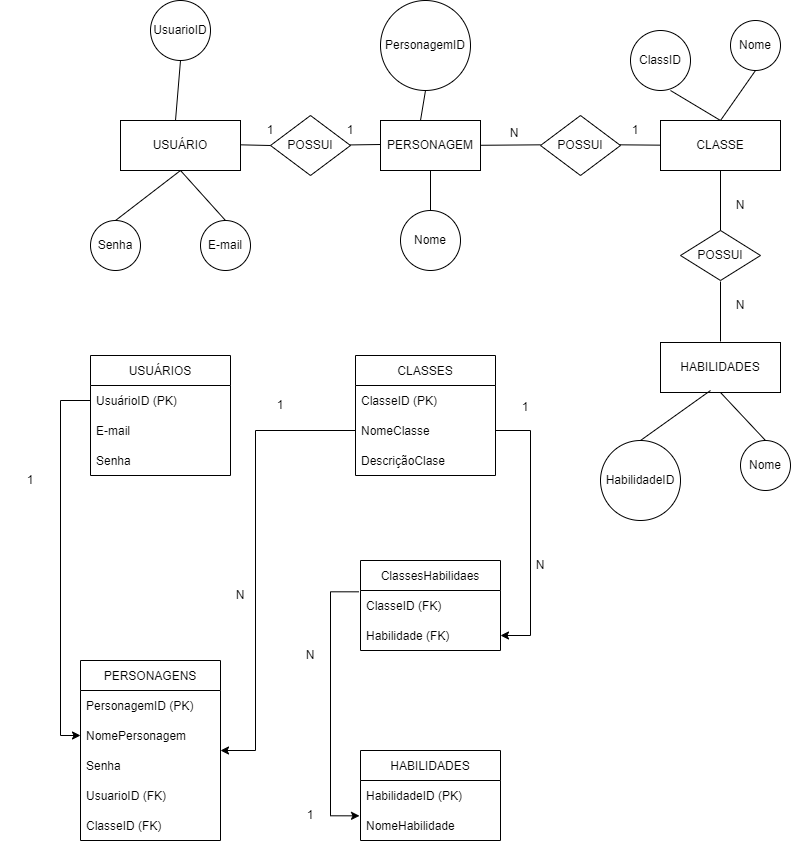 UsuarioID
PersonagemID
ClassID
Nome
USUÁRIO
1
POSSUI
1
PERSONAGEM
N
POSSUI
1
CLASSE
Senha
E-mail
Nome
N
POSSUI
N
HABILIDADES
HabilidadeID
Nome
USUÁRIOS
UsuárioID (PK)
E-mail
Senha
1
1
CLASSES
ClasseID (PK)
NomeClasse
DescriçãoClase
1
N
N
ClassesHabilidaes
ClasseID (FK)
Habilidade (FK)
N
PERSONAGENS
PersonagemID (PK)
NomePersonagem
Senha
UsuarioID (FK)
ClasseID (FK)
HABILIDADES
HabilidadeID (PK)
NomeHabilidade
1